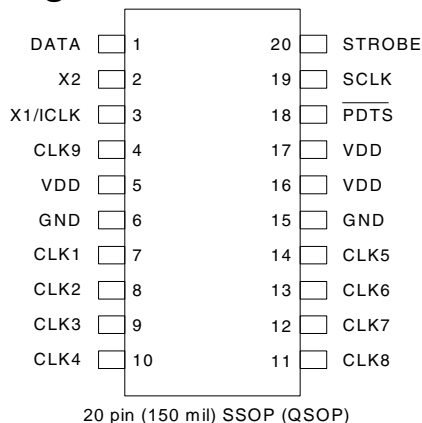 DATA 1 20 STROBE
X2 2 19 SCLK
X1/ICLK 3 18 PDTS
CLK9 4 17 VDD
VDD 5 16 VDD
GND 6 15 GND
CLK1 7 14 CLK5
CLK2 8 13 CLK6
CLK3 9 12 CLK7
CLK4 10 11 CLK8
20 pin (150 mil) SSOP (QSOP)